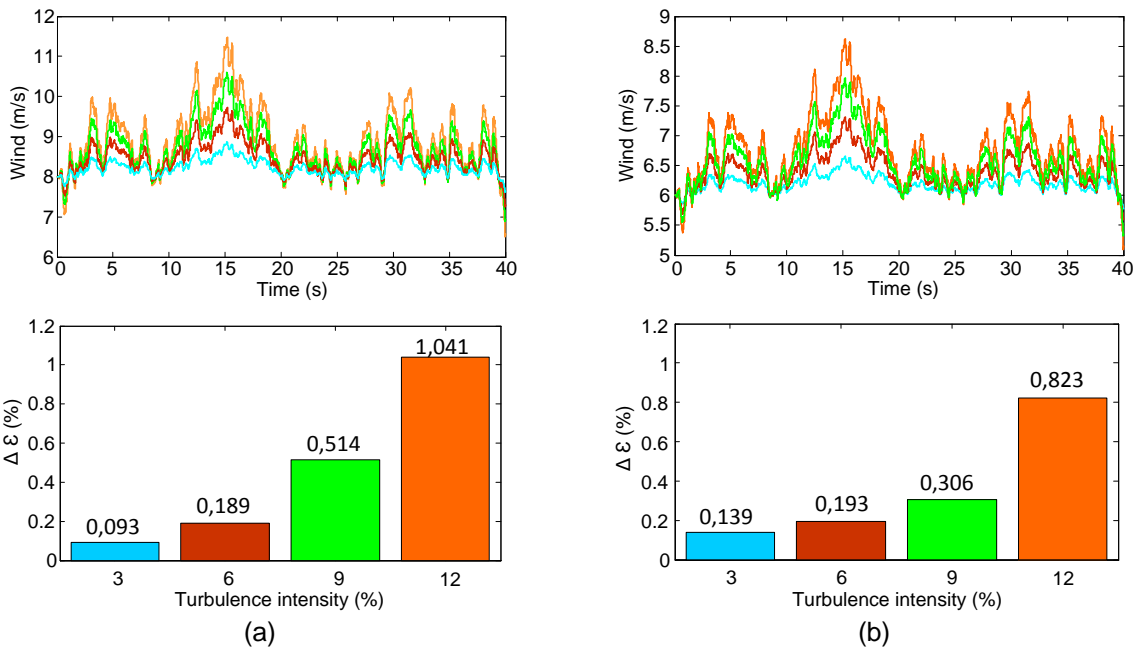 12
11
10
9
8
7
6
Wind (m/s)
0 5 10 15 20 25 30 35 40
Time (s)
1.2
1
0.8
0.6
0.4
0.2
0
Δ Ɛ (%)
0,093
0,189
0,514
1,041
3 6 9 12
Turbulence intensity (%)
(a)
9
8.5
8
7.5
7
6.5
6
5.5
5
Wind (m/s)
0 5 10 15 20 25 30 35 40
Time (s)
1.2
1
0.8
0.6
0.4
0.2
0
Δ Ɛ (%)
0,139
0,193
0,306
0,823
3 6 9 12
Turbulence intensity (%)
(b)